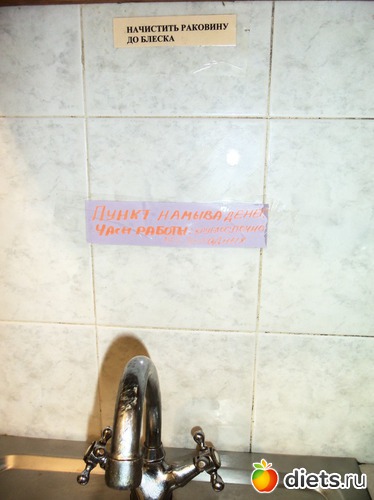 НАЧИСТИТЬ РАКОВИНУ
ДО БЛЕСКА
ПУНКТ НАМЫВА ДЕНЕГ
ЧАСЫ РАБОТЫ:
diets.ru